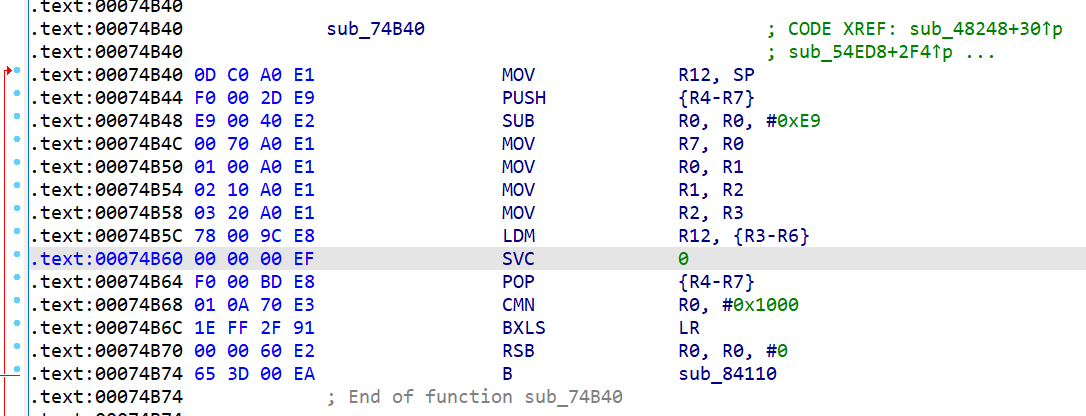 .text:00074B40
.text:00074B40 sub_74B40 ; CODE XREF: sub_48248+30↑p
.text:00074B40 ; sub_54ED8+2F4↑p ...
.text:00074B40 0D C0 A0 E1 MOV R12, SP
.text:00074B44 F0 00 2D E9 PUSH {R4-R7}
.text:00074B48 E9 00 40 E2 SUB R0, R0, #0xE9
.text:00074B4C 00 70 A0 E1 MOV R7, R0
.text:00074B50 01 00 A0 E1 MOV R0, R1
.text:00074B54 02 10 A0 E1 MOV R1, R2
.text:00074B58 03 20 A0 E1 MOV R2, R3
.text:00074B5C 78 00 9C E8 LDM R12, {R3-R6}
.text:00074B60 00 00 00 EF SVC 0
.text:00074B64 F0 00 BD E8 POP {R4-R7}
.text:00074B68 01 0A 70 E3 CMN R0, #0x1000
.text:00074B6C 1E FF 2F 91 BXLS LR
.text:00074B70 00 00 60 E2 RSB R0, R0, #0
.text:00074B74 65 3D 00 EA B sub_84110
.text:00074B74 ; End of function sub_74B40
.text:00074B74